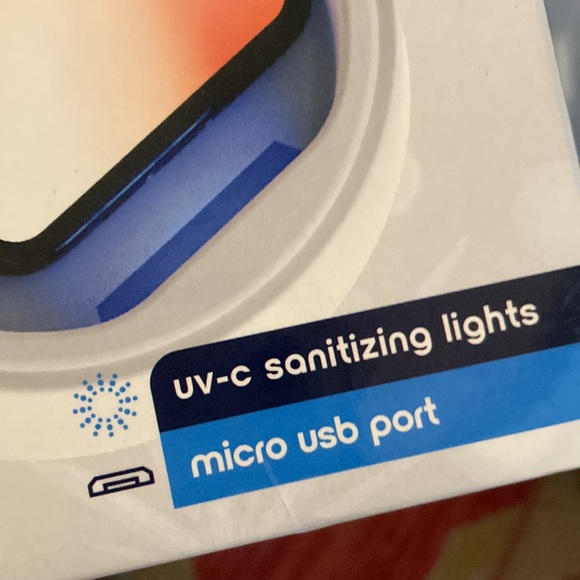 uv-c sanitizing lights
micro usb port